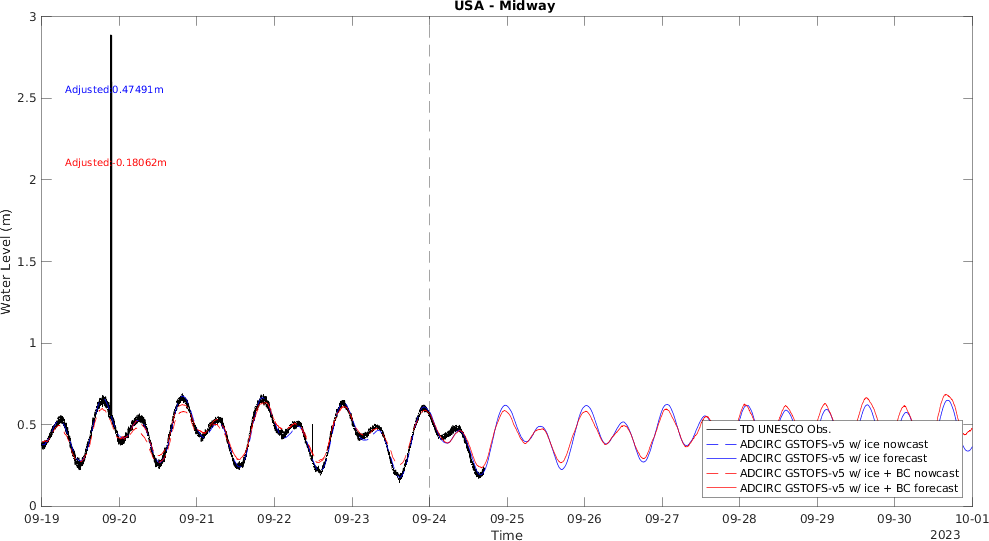 USA - Midway
3
2.5
2
1.5
1
0.5
0
Water Level (m)
Adjusted 0.47491m
Adjusted -0.18062m
TD UNESCO Obs.
ADCIRC GSTOFS-v5 w/ ice nowcast
ADCIRC GSTOFS-v5 w/ ice forecast
ADCIRC GSTOFS-v5 w/ ice + BC nowcast
ADCIRC GSTOFS-v5 w/ ice + BC forecast
09-19 09-20 09-21 09-22 09-23 09-24 09-25 09-26 09-27 09-28 09-29 09-30 10-01
Time
2023